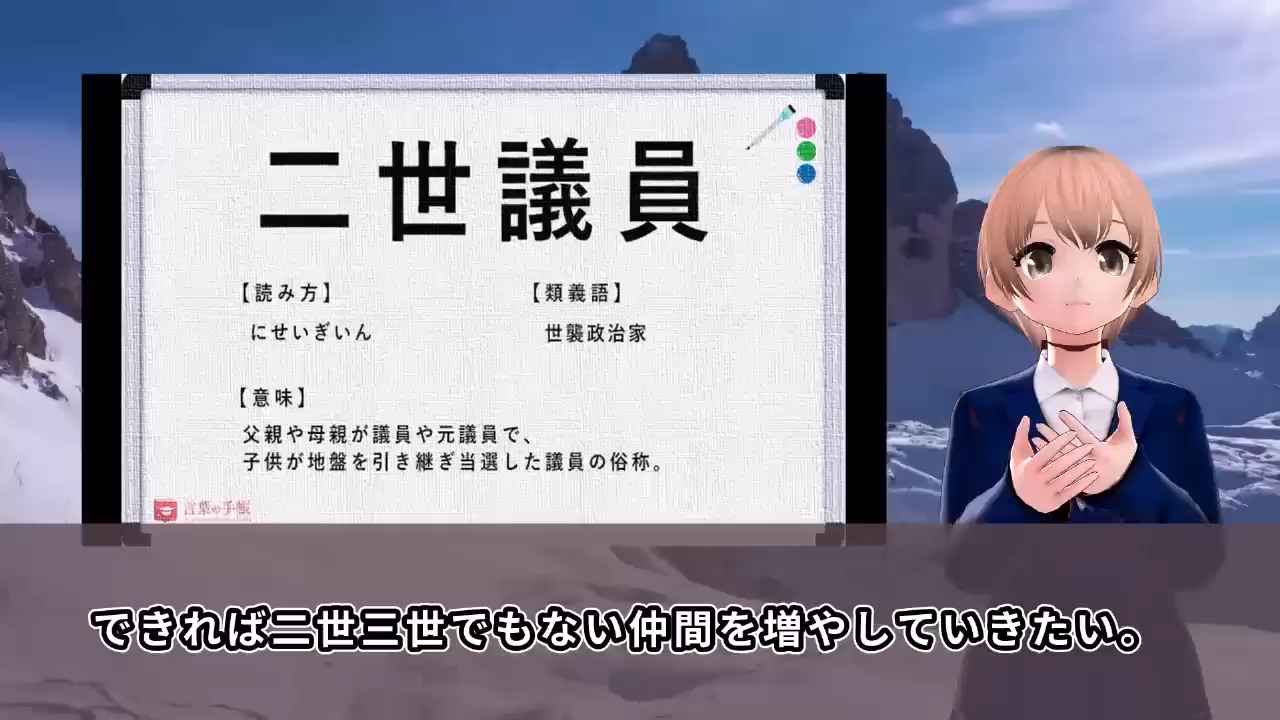 二世議員
【読み方】
にせいぎいん
【類義語】
世襲政治家
【意味】
父親や母親が議員や元議員で、
子供が地盤を引き継ぎ当選した議員の俗称。
言葉の手帳
できれば二世三世でもない仲間を増やしていきたい。